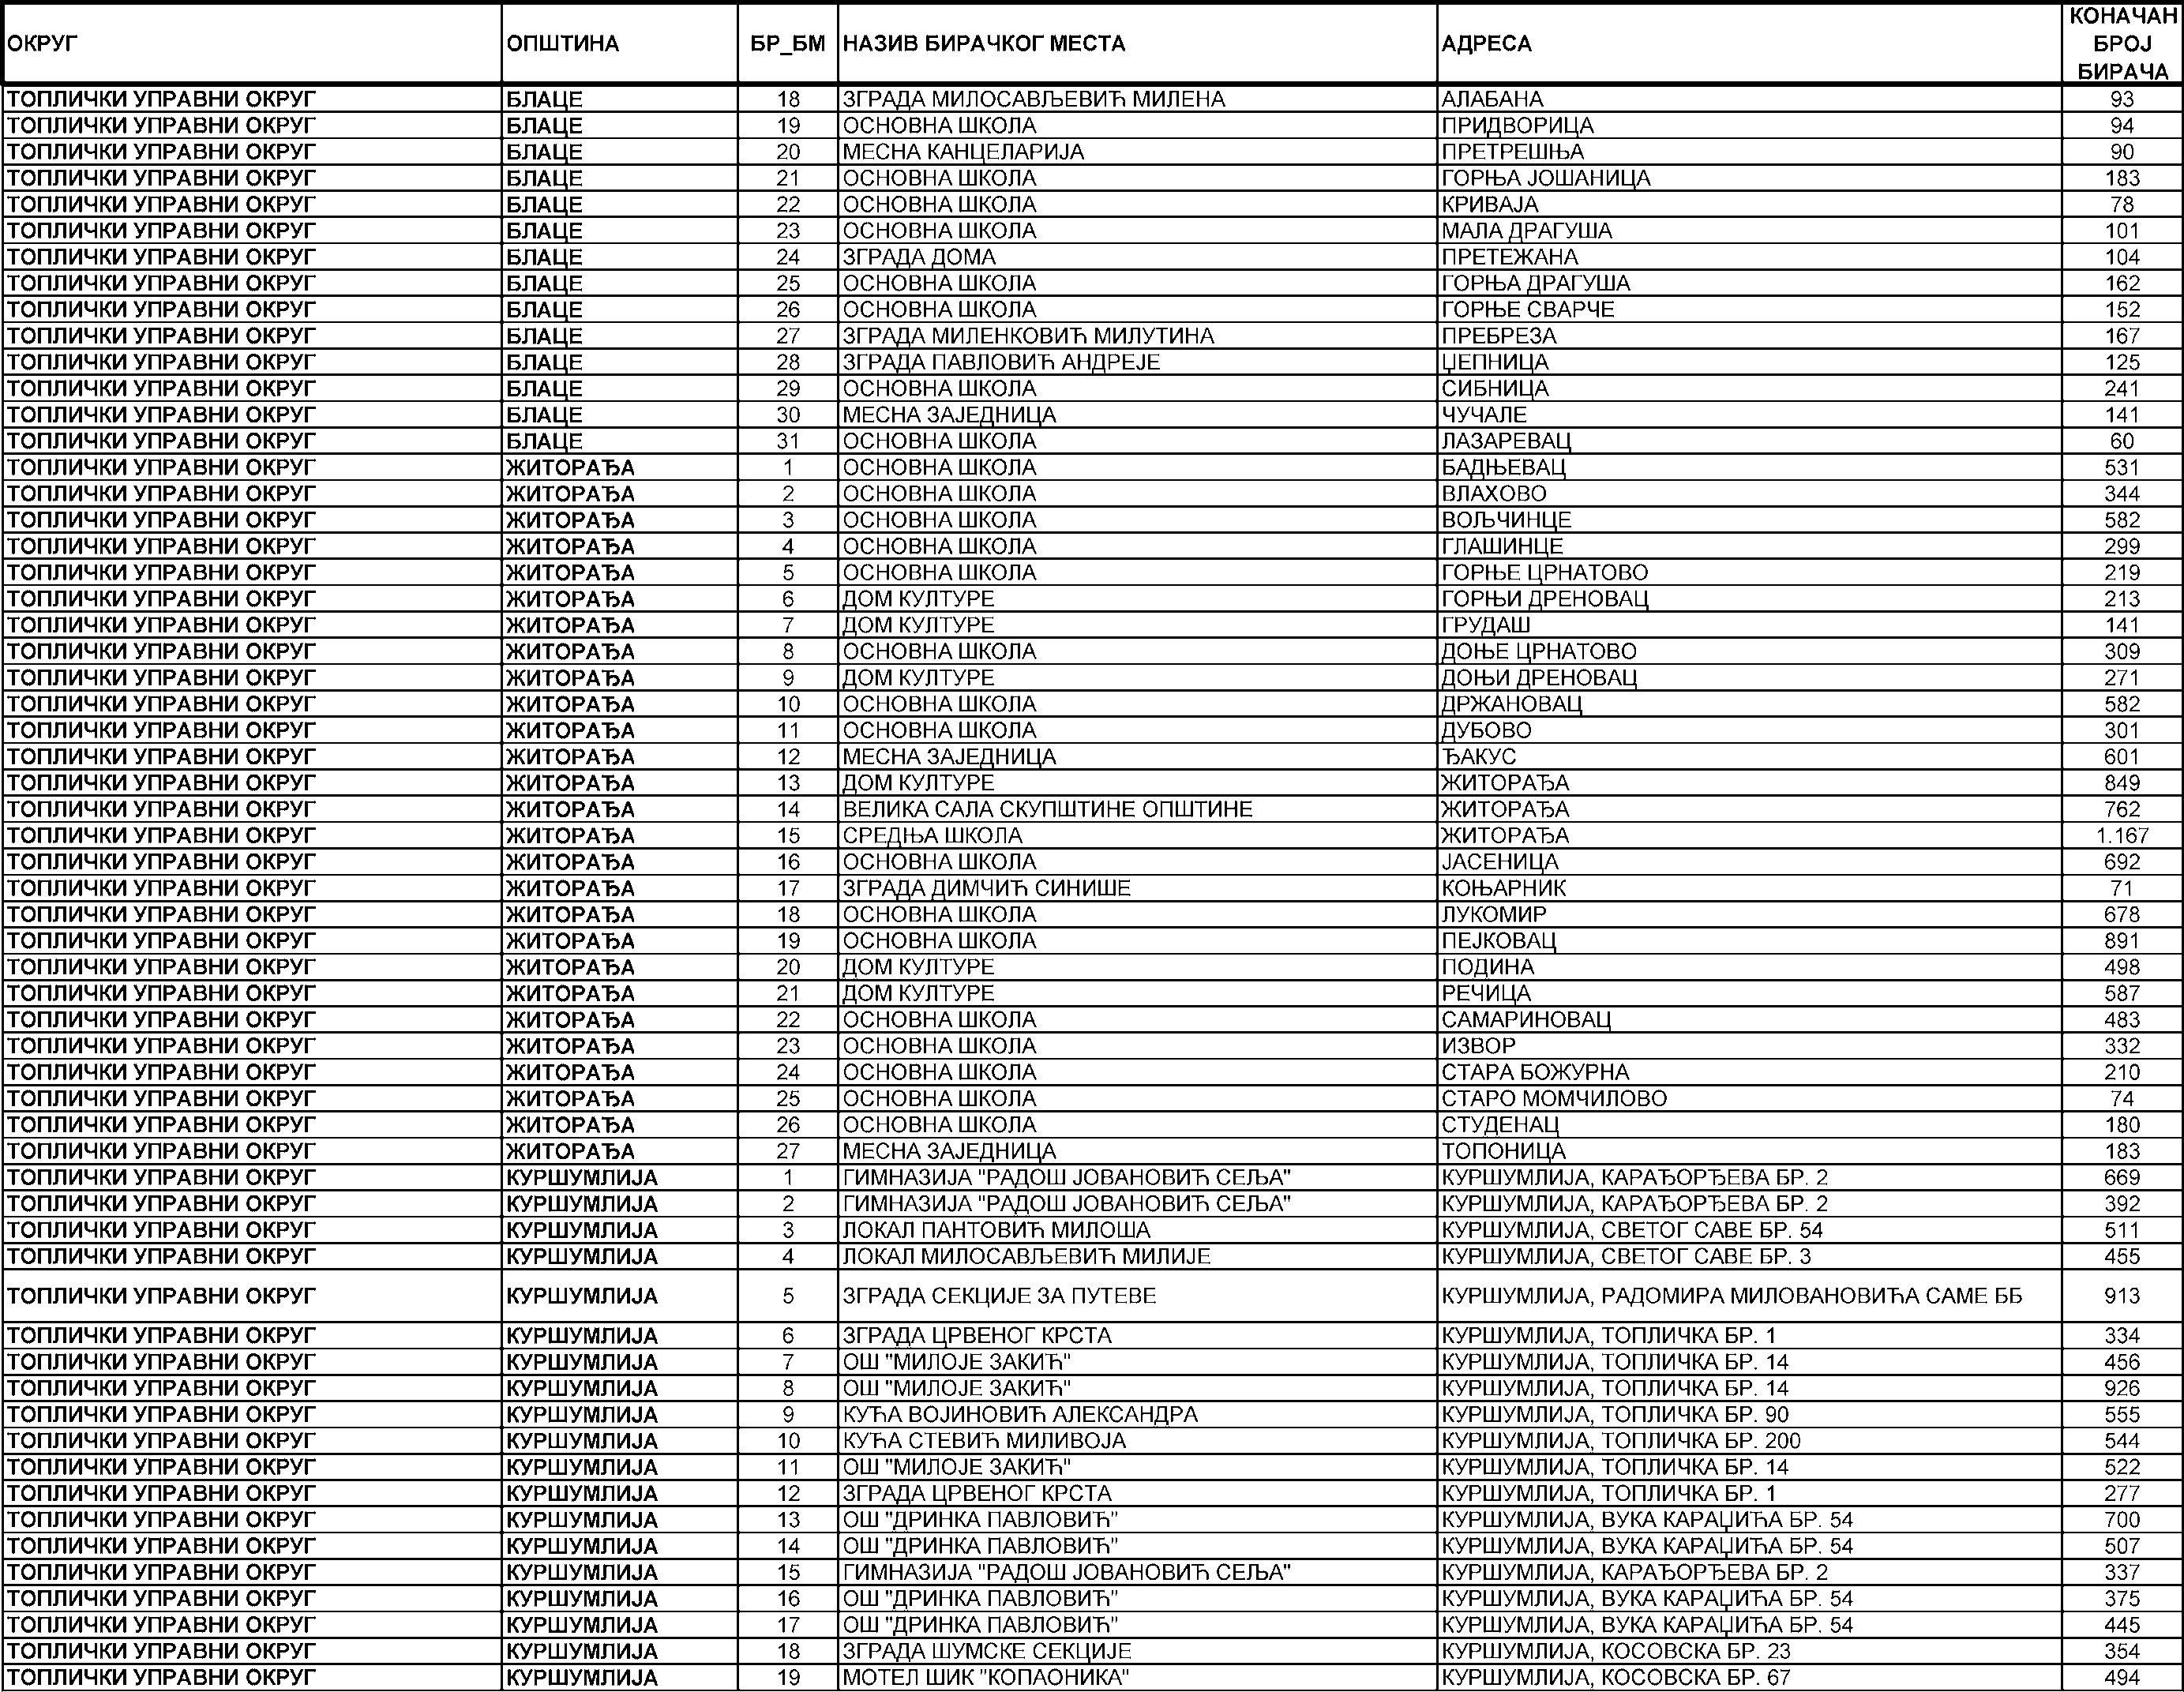 ОКРУГ ОПШТИНА БР_БМ НАЗИВ БИРАЧКОГ МЕСТА АДРЕСА КОНАЧАН БРОЈ БИРАЧА
ТОПЛИЧКИ УПРАВНИ ОКРУГ БЛАЦЕ 18 ЗГРАДА МИЛОСАВЉЕВИЋ МИЛЕНА АЛАБАНА 93
ТОПЛИЧКИ УПРАВНИ ОКРУГ БЛАЦЕ 19 ОСНОВНА ШКОЛА ПРИДВОРИЦА 94
ТОПЛИЧКИ УПРАВНИ ОКРУГ БЛАЦЕ 20 МЕСНА КАНЦЕЛАРИЈА ПРЕТРЕШЊА 90
ТОПЛИЧКИ УПРАВНИ ОКРУГ БЛАЦЕ 21 ОСНОВНА ШКОЛА ГОРЊА ЈОШАНИЦА 183
ТОПЛИЧКИ УПРАВНИ ОКРУГ БЛАЦЕ 22 ОСНОВНА ШКОЛА КРИВАЈА 78
ТОПЛИЧКИ УПРАВНИ ОКРУГ БЛАЦЕ 23 ОСНОВНА ШКОЛА МАЛА ДРАГУША 101
ТОПЛИЧКИ УПРАВНИ ОКРУГ БЛАЦЕ 24 ЗГРАДА ДОМА ПРЕТЕЖАНА 104
ТОПЛИЧКИ УПРАВНИ ОКРУГ БЛАЦЕ 25 ОСНОВНА ШКОЛА ГОРЊА ДРАГУША 162
ТОПЛИЧКИ УПРАВНИ ОКРУГ БЛАЦЕ 26 ОСНОВНА ШКОЛА ГОРЊЕ СВАРЧЕ 152
ТОПЛИЧКИ УПРАВНИ ОКРУГ БЛАЦЕ 27 ЗГРАДА МИЛЕНКОВИЋ МИЛУТИНА ПРЕБРЕЗА 167
ТОПЛИЧКИ УПРАВНИ ОКРУГ БЛАЦЕ 28 ЗГРАДА ПАВЛОВИЋ АНДРЕЈЕ ЏЕПНИЦА 125
ТОПЛИЧКИ УПРАВНИ ОКРУГ БЛАЦЕ 29 ОСНОВНА ШКОЛА СИБНИЦА 241
ТОПЛИЧКИ УПРАВНИ ОКРУГ БЛАЦЕ 30 МЕСНА ЗАЈЕДНИЦА ЧУЧАЛЕ 141
ТОПЛИЧКИ УПРАВНИ ОКРУГ БЛАЦЕ 31 ОСНОВНА ШКОЛА ЛАЗАРЕВАЦ 60
ТОПЛИЧКИ УПРАВНИ ОКРУГ ЖИТОРАЂА 1 ОСНОВНА ШКОЛА БАДЊЕВАЦ 531
ТОПЛИЧКИ УПРАВНИ ОКРУГ ЖИТОРАЂА 2 ОСНОВНА ШКОЛА ВЛАХОВО 344
ТОПЛИЧКИ УПРАВНИ ОКРУГ ЖИТОРАЂА 3 ОСНОВНА ШКОЛА ВОЉЧИНЦЕ 582
ТОПЛИЧКИ УПРАВНИ ОКРУГ ЖИТОРАЂА 4 ОСНОВНА ШКОЛА ГЛАШИНЦЕ 299
ТОПЛИЧКИ УПРАВНИ ОКРУГ ЖИТОРАЂА 5 ОСНОВНА ШКОЛА ГОРЊЕ ЦРНАТОВО 219
ТОПЛИЧКИ УПРАВНИ ОКРУГ ЖИТОРАЂА 6 ДОМ КУЛТУРЕ ГОРЊИ ДРЕНОВАЦ 213
ТОПЛИЧКИ УПРАВНИ ОКРУГ ЖИТОРАЂА 7 ДОМ КУЛТУРЕ ГРУДАШ 141
ТОПЛИЧКИ УПРАВНИ ОКРУГ ЖИТОРАЂА 8 ОСНОВНА ШКОЛА ДОЊЕ ЦРНАТОВО 309
ТОПЛИЧКИ УПРАВНИ ОКРУГ ЖИТОРАЂА 9 ДОМ КУЛТУРЕ ДОЊИ ДРЕНОВАЦ 271
ТОПЛИЧКИ УПРАВНИ ОКРУГ ЖИТОРАЂА 10 ОСНОВНА ШКОЛА ДРЖАНОВАЦ 582
ТОПЛИЧКИ УПРАВНИ ОКРУГ ЖИТОРАЂА 11 ОСНОВНА ШКОЛА ДУБОВО 301
ТОПЛИЧКИ УПРАВНИ ОКРУГ ЖИТОРАЂА 12 МЕСНА ЗАЈЕДНИЦА ЂАКУС 601
ТОПЛИЧКИ УПРАВНИ ОКРУГ ЖИТОРАЂА 13 ДОМ КУЛТУРЕ ЖИТОРАЂА 849
ТОПЛИЧКИ УПРАВНИ ОКРУГ ЖИТОРАЂА 14 ВЕЛИКА САЛА СКУПШТИНЕ ОПШТИНЕ ЖИТОРАЂА 762
ТОПЛИЧКИ УПРАВНИ ОКРУГ ЖИТОРАЂА 15 СРЕДЊА ШКОЛА ЖИТОРАЂА 1.167
ТОПЛИЧКИ УПРАВНИ ОКРУГ ЖИТОРАЂА 16 ОСНОВНА ШКОЛА ЈАСЕНИЦА 692
ТОПЛИЧКИ УПРАВНИ ОКРУГ ЖИТОРАЂА 17 ЗГРАДА ДИМЧИЋ СИНИШЕ КОЊАРНИК 71
ТОПЛИЧКИ УПРАВНИ ОКРУГ ЖИТОРАЂА 18 ОСНОВНА ШКОЛА ЛУКОМИР 678
ТОПЛИЧКИ УПРАВНИ ОКРУГ ЖИТОРАЂА 19 ОСНОВНА ШКОЛА ПЕЈКОВАЦ 891
ТОПЛИЧКИ УПРАВНИ ОКРУГ ЖИТОРАЂА 20 ДОМ КУЛТУРЕ ПОДИНА 498
ТОПЛИЧКИ УПРАВНИ ОКРУГ ЖИТОРАЂА 21 ДОМ КУЛТУРЕ РЕЧИЦА 587
ТОПЛИЧКИ УПРАВНИ ОКРУГ ЖИТОРАЂА 22 ОСНОВНА ШКОЛА САМАРИНОВАЦ 483
ТОПЛИЧКИ УПРАВНИ ОКРУГ ЖИТОРАЂА 23 ОСНОВНА ШКОЛА ИЗВОР 332
ТОПЛИЧКИ УПРАВНИ ОКРУГ ЖИТОРАЂА 24 ОСНОВНА ШКОЛА СТАРА БОЖУРНА 210
ТОПЛИЧКИ УПРАВНИ ОКРУГ ЖИТОРАЂА 25 ОСНОВНА ШКОЛА СТАРО МОМЧИЛОВО 74
ТОПЛИЧКИ УПРАВНИ ОКРУГ ЖИТОРАЂА 26 ОСНОВНА ШКОЛА СТУДЕНАЦ 180
ТОПЛИЧКИ УПРАВНИ ОКРУГ ЖИТОРАЂА 27 МЕСНА ЗАЈЕДНИЦА ТОПОНИЦА 183
ТОПЛИЧКИ УПРАВНИ ОКРУГ КУРШУМЛИЈА 1 ГИМНАЗИЈА "РАДОШ ЈОВАНОВИЋ СЕЉА" КУРШУМЛИЈА, КАРАЂОРЂЕВА БР. 2 669
ТОПЛИЧКИ УПРАВНИ ОКРУГ КУРШУМЛИЈА 2 ГИМНАЗИЈА "РАДОШ ЈОВАНОВИЋ СЕЉА" КУРШУМЛИЈА, КАРАЂОРЂЕВА БР. 2 392
ТОПЛИЧКИ УПРАВНИ ОКРУГ КУРШУМЛИЈА 3 ЛОКАЛ ПАНТОВИЋ МИЛОША КУРШУМЛИЈА, СВЕТОГ САВЕ БР. 54 511
ТОПЛИЧКИ УПРАВНИ ОКРУГ КУРШУМЛИЈА 4 ЛОКАЛ МИЛОСАВЉЕВИЋ МИЛИЈЕ КУРШУМЛИЈА, СВЕТОГ САВЕ БР. 3 455
ТОПЛИЧКИ УПРАВНИ ОКРУГ КУРШУМЛИЈА 5 ЗГРАДА СЕКЦИЈЕ ЗА ПУТЕВЕ КУРШУМЛИЈА, РАДОМИРА МИЛОВАНОВИЋА САМЕ ББ 913
ТОПЛИЧКИ УПРАВНИ ОКРУГ КУРШУМЛИЈА 6 ЗГРАДА ЦРВЕНОГ КРСТА КУРШУМЛИЈА, ТОПЛИЧКА БР. 1 334
ТОПЛИЧКИ УПРАВНИ ОКРУГ КУРШУМЛИЈА 7 ОШ "МИЛОЈЕ ЗАКИЋ" КУРШУМЛИЈА, ТОПЛИЧКА БР. 14 456
ТОПЛИЧКИ УПРАВНИ ОКРУГ КУРШУМЛИЈА 8 ОШ "МИЛОЈЕ ЗАКИЋ" КУРШУМЛИЈА, ТОПЛИЧКА БР. 14 926
ТОПЛИЧКИ УПРАВНИ ОКРУГ КУРШУМЛИЈА 9 КУЋА ВОЈИНОВИЋ АЛЕКСАНДРА КУРШУМЛИЈА, ТОПЛИЧКА БР. 90 555
ТОПЛИЧКИ УПРАВНИ ОКРУГ КУРШУМЛИЈА 10 КУЋА СТЕВИЋ МИЛИВОЈА КУРШУМЛИЈА, ТОПЛИЧКА БР. 200 544
ТОПЛИЧКИ УПРАВНИ ОКРУГ КУРШУМЛИЈА 11 ОШ "МИЛОЈЕ ЗАКИЋ" КУРШУМЛИЈА, ТОПЛИЧКА БР. 14 522
ТОПЛИЧКИ УПРАВНИ ОКРУГ КУРШУМЛИЈА 12 ЗГРАДА ЦРВЕНОГ КРСТА КУРШУМЛИЈА, ТОПЛИЧКА БР. 1 277
ТОПЛИЧКИ УПРАВНИ ОКРУГ КУРШУМЛИЈА 13 ОШ "ДРИНКА ПАВЛОВИЋ" КУРШУМЛИЈА, ВУКА КАРАЏИЋА БР. 54 700
ТОПЛИЧКИ УПРАВНИ ОКРУГ КУРШУМЛИЈА 14 ОШ "ДРИНКА ПАВЛОВИЋ" КУРШУМЛИЈА, ВУКА КАРАЏИЋА БР. 54 507
ТОПЛИЧКИ УПРАВНИ ОКРУГ КУРШУМЛИЈА 15 ГИМНАЗИЈА "РАДОШ ЈОВАНОВИЋ СЕЉА" КУРШУМЛИЈА, КАРАЂОРЂЕВА БР. 2 337
ТОПЛИЧКИ УПРАВНИ ОКРУГ КУРШУМЛИЈА 16 ОШ "ДРИНКА ПАВЛОВИЋ" КУРШУМЛИЈА, ВУКА КАРАЏИЋА БР. 54 375
ТОПЛИЧКИ УПРАВНИ ОКРУГ КУРШУМЛИЈА 17 ОШ "ДРИНКА ПАВЛОВИЋ" КУРШУМЛИЈА, ВУКА КАРАЏИЋА БР. 54 445
ТОПЛИЧКИ УПРАВНИ ОКРУГ КУРШУМЛИЈА 18 ЗГРАДА ШУМСКЕ СЕКЦИЈЕ КУРШУМЛИЈА, КОСОВСКА БР. 23 354
ТОПЛИЧКИ УПРАВНИ ОКРУГ КУРШУМЛИЈА 19 МОТЕЛ ШИК "КОПАОНИКА" КУРШУМЛИЈА, КОСОВСКА БР. 67 494